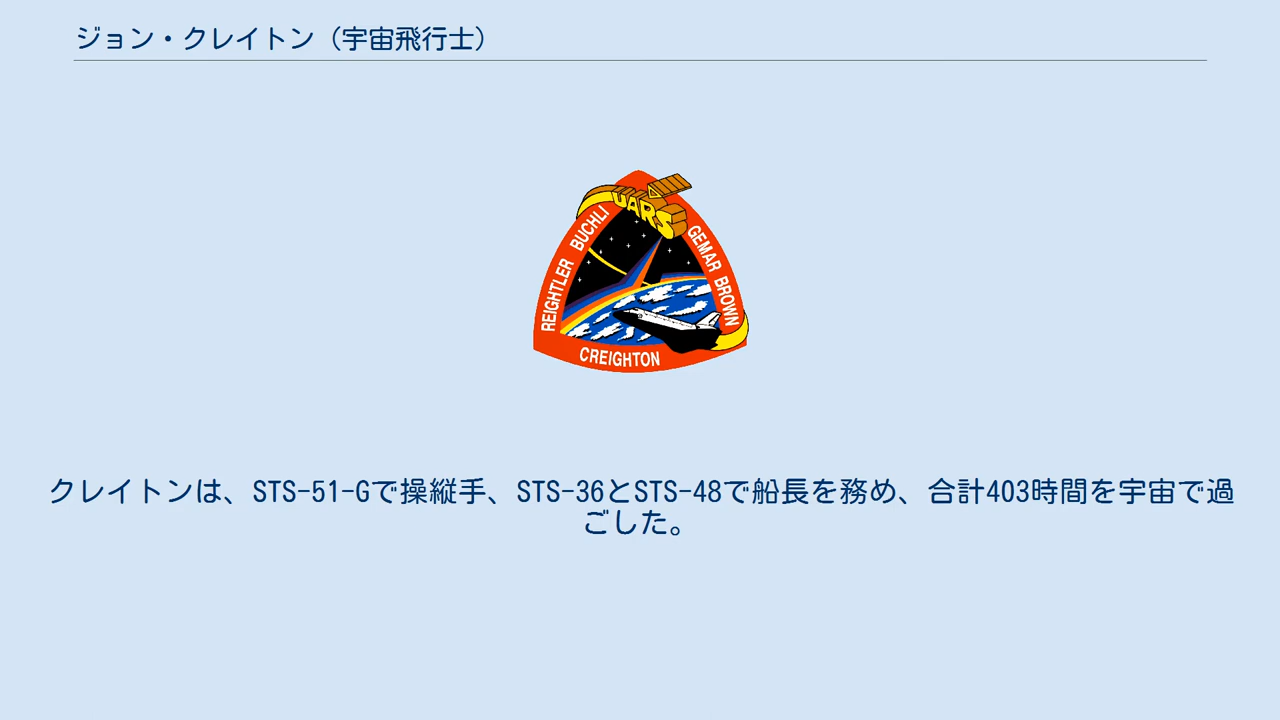 ジョン・クレイトン（宇宙飛行士）
UARS
REIGHTLER BUCHLI
GEMAR BROWN
CREIGHTON
クレイトンは、STS-51-Gで操縦手、STS-36とSTS-48で船長を務め、合計403時間を宇宙で過
ごした。